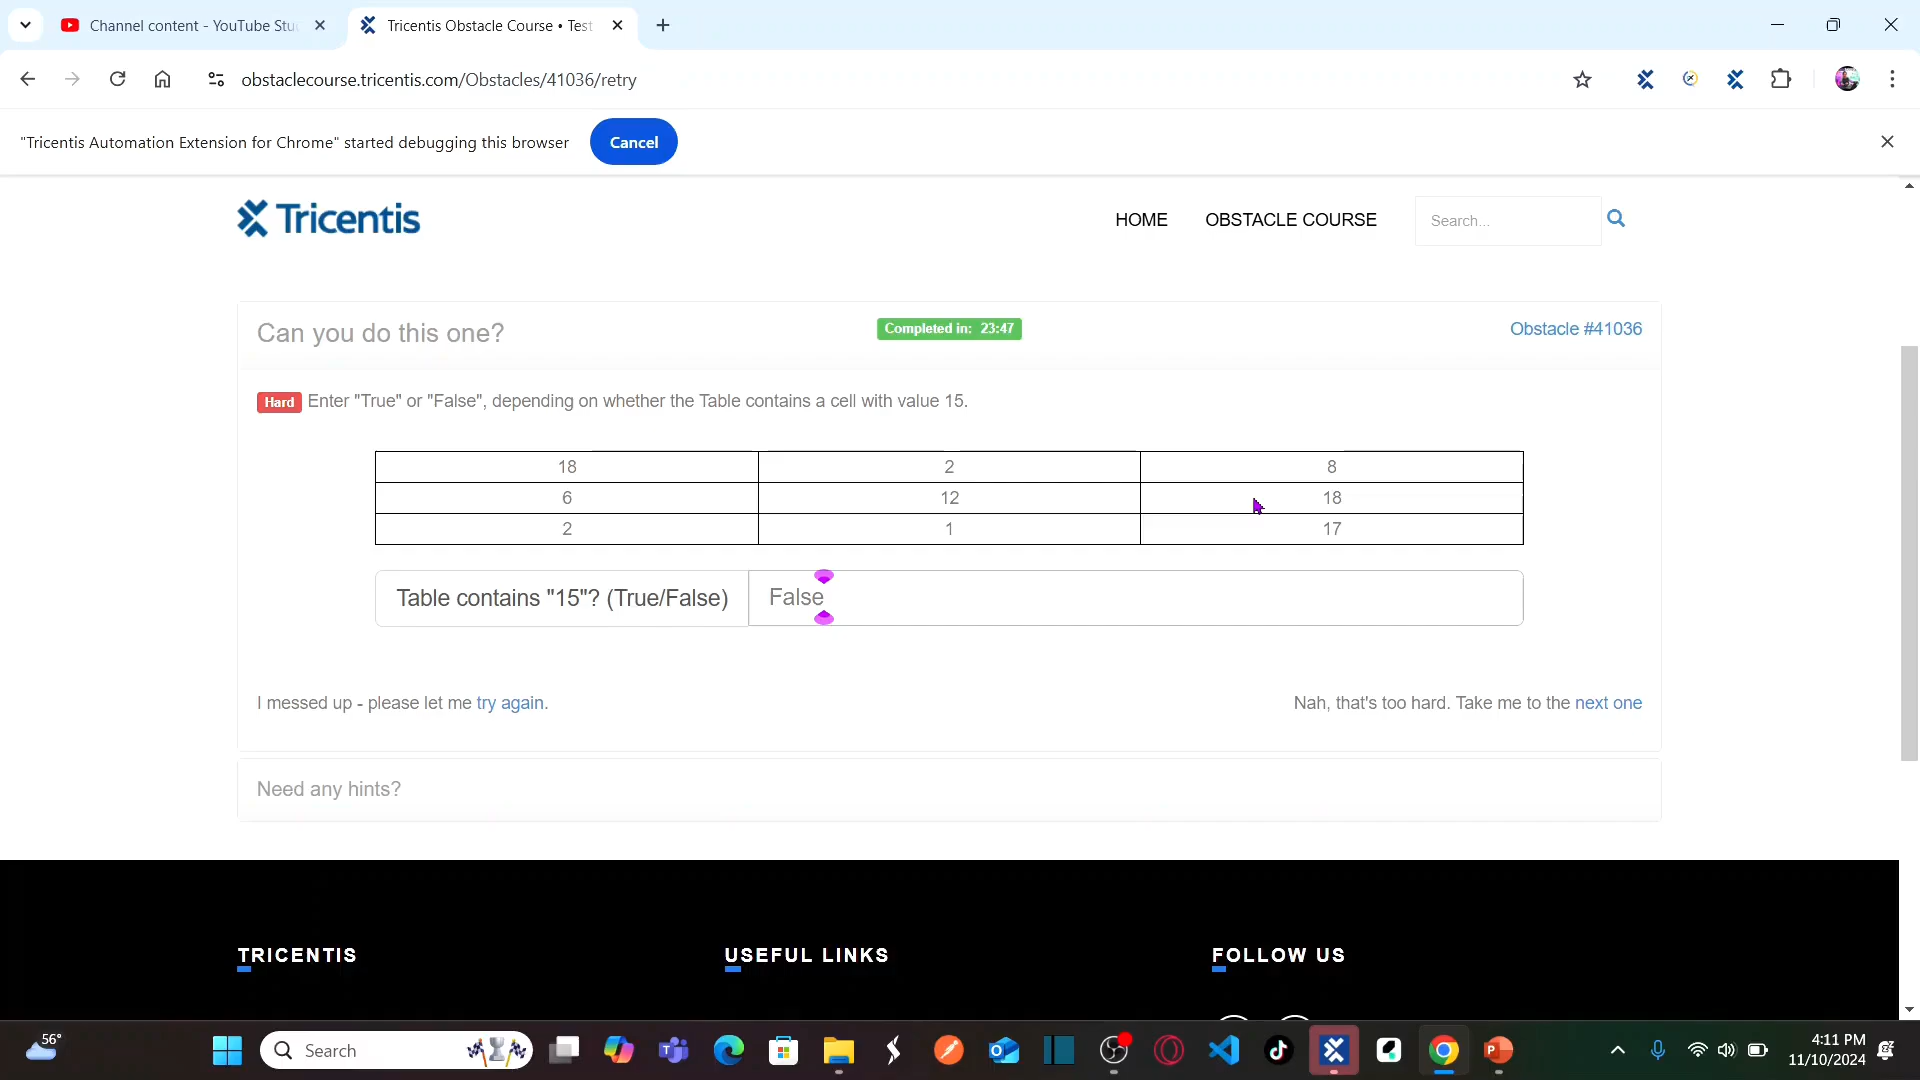 Channel content - YouTube Stu
Tricentis Obstacle Course • Test
obstaclecourse.tricentis.com/Obstacles/41036/retry
"Tricentis Automation Extension for Chrome" started debugging this browser
Cancel
Tricentis
HOME
OBSTACLE COURSE
Search...
Can you do this one?
Completed in: 23:47
Obstacle #41036
Hard Enter "True" or "False", depending on whether the Table contains a cell with value 15.
18 2 8
6 12 18
2 1 17
Table contains "15"? (True/False)
False
I messed up - please let me try again.
Nah, that's too hard. Take me to the next one
Need any hints?
TRICENTIS
USEFUL LINKS
FOLLOW US
56°
Search
4:11 PM
11/10/2024